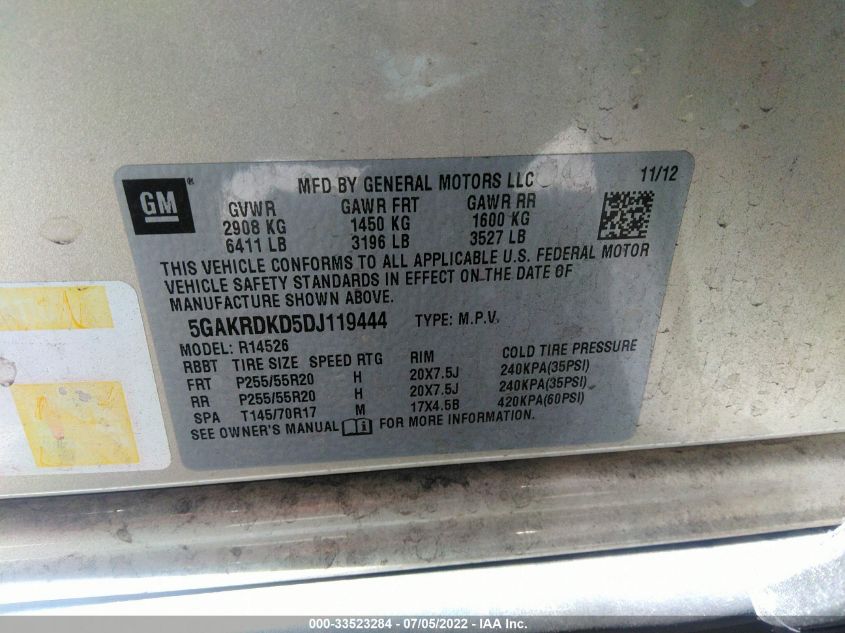 GM®
MFD BY GENERAL MOTORS LLC
11/12
GVWR GAWR FRT GAWR RR
2908 KG 1450 KG 1600 KG
6411 LB 3196 LB 3527 LB
THIS VEHICLE CONFORMS TO ALL APPLICABLE U.S. FEDERAL MOTOR
VEHICLE SAFETY STANDARDS IN EFFECT ON THE DATE OF
MANUFACTURE SHOWN ABOVE.
5GAKRDKD5DJ119444 TYPE: M.P.V.
MODEL: R14526
RBBT TIRE SIZE SPEED RTG RIM COLD TIRE PRESSURE
FRT P255/55R20 H 20X7.5J 240KPA(35PSI)
RR P255/55R20 H 20X7.5J 240KPA(35PSI)
SPA T145/70R17 M 17X4.5B 420KPA(60PSI)
SEE OWNER'S MANUAL FOR MORE INFORMATION.
000-33523284 - 07/05/2022 - IAA Inc.